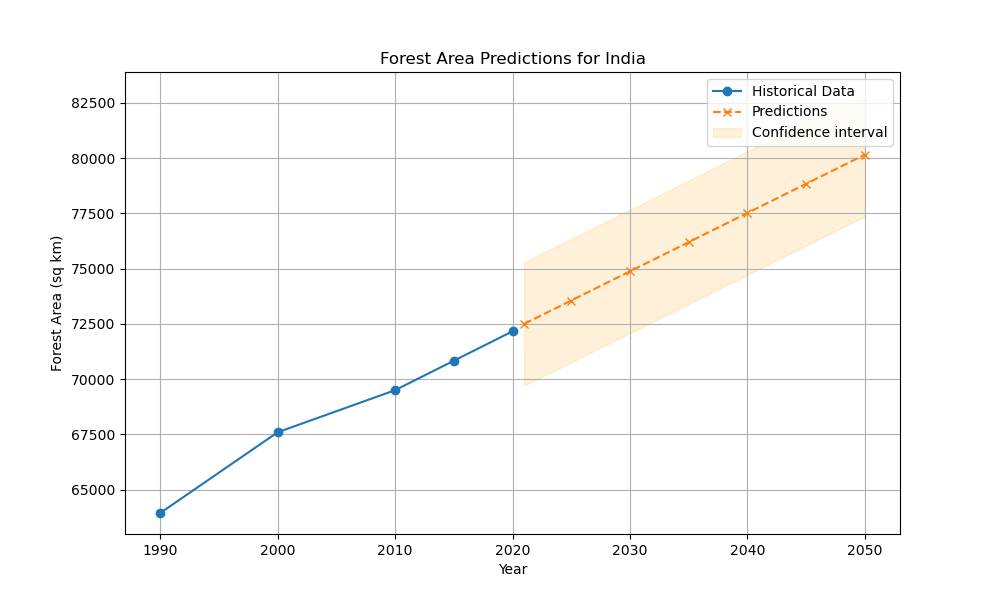 Forest Area Predictions for India
Historical Data
Predictions
Confidence interval
82500
80000
77500
75000
72500
70000
67500
65000
Forest Area (sq km)
1990 2000 2010 2020 2030 2040 2050
Year